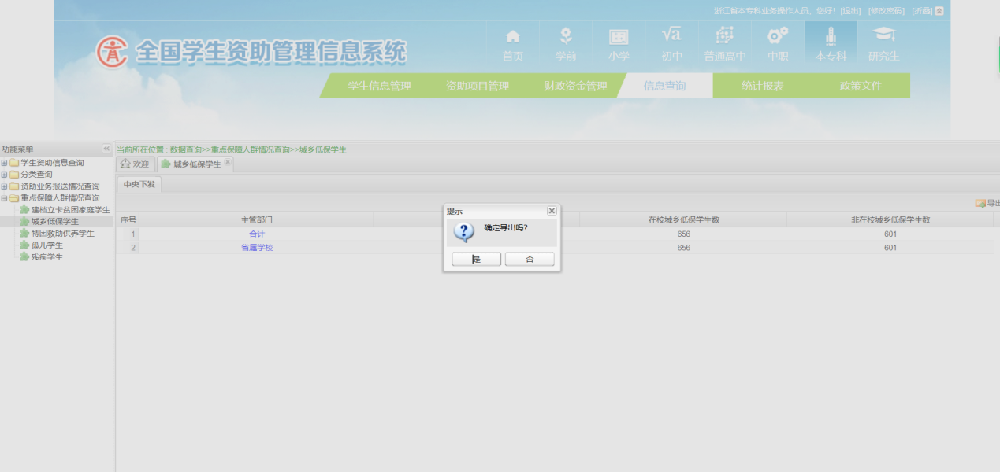 浙江省本专科业务操作人员，您好！ [退出] [修改密码] [折叠]
全国学生资助管理信息系统
首页 学前 小学 初中 普通高中 中职 本专科 研究生
学生信息管理 资助项目管理 财政资金管理 信息查询 统计报表 政策文件
功能菜单
学生资助信息查询
分类查询
资助业务报送情况查询
重点保障人群情况查询
建档立卡贫困家庭学生
城乡低保学生
特困救助供养学生
孤儿学生
残疾学生
当前所在位置：数据查询>>重点保障人群情况查询>>城乡低保学生
欢迎 城乡低保学生
中央下发
导出
序号 主管部门 在校城乡低保学生数 非在校城乡低保学生数
1 合计 656 601
2 省属学校 656 601
提示
确定导出吗?
是 否